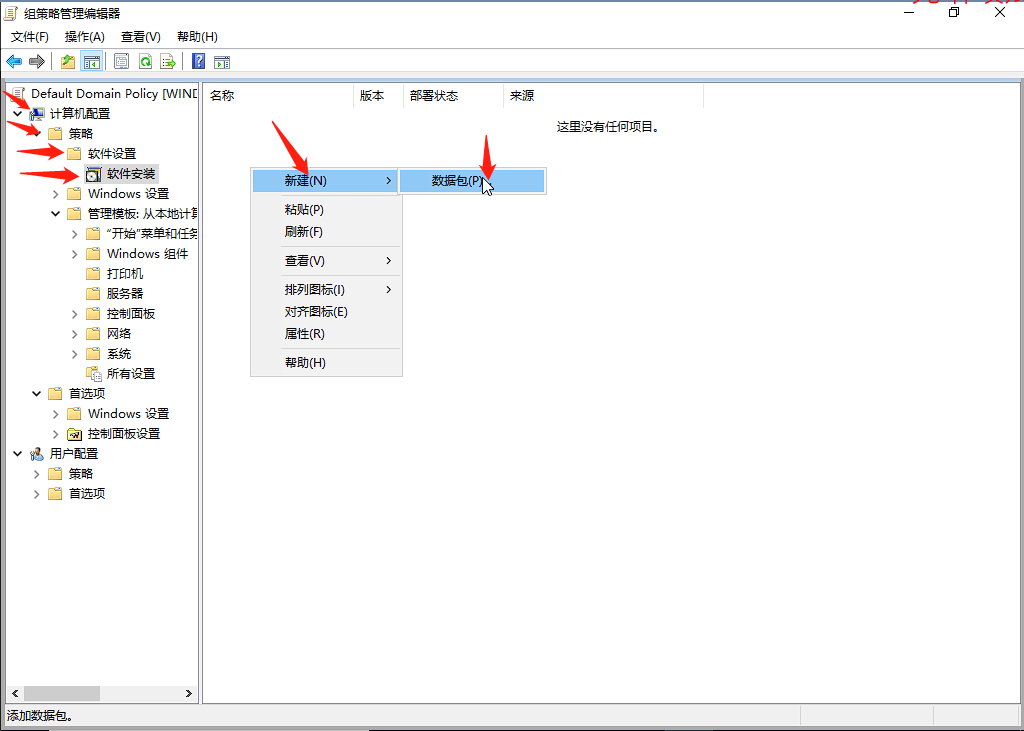 组策略管理编辑器
文件(F) 操作(A) 查看(V) 帮助(H)
Default Domain Policy [WIND
计算机配置
策略
软件设置
软件安装
Windows 设置
管理模板: 从本地计算
"开始"菜单和任务
Windows 组件
打印机
服务器
控制面板
网络
系统
所有设置
首选项
Windows 设置
控制面板设置
用户配置
策略
首选项
名称 版本 部署状态 来源
这里没有任何项目。
新建(N)
数据包(P)
粘贴(P)
刷新(F)
查看(V)
排列图标(I)
对齐图标(E)
属性(R)
帮助(H)
添加数据包。